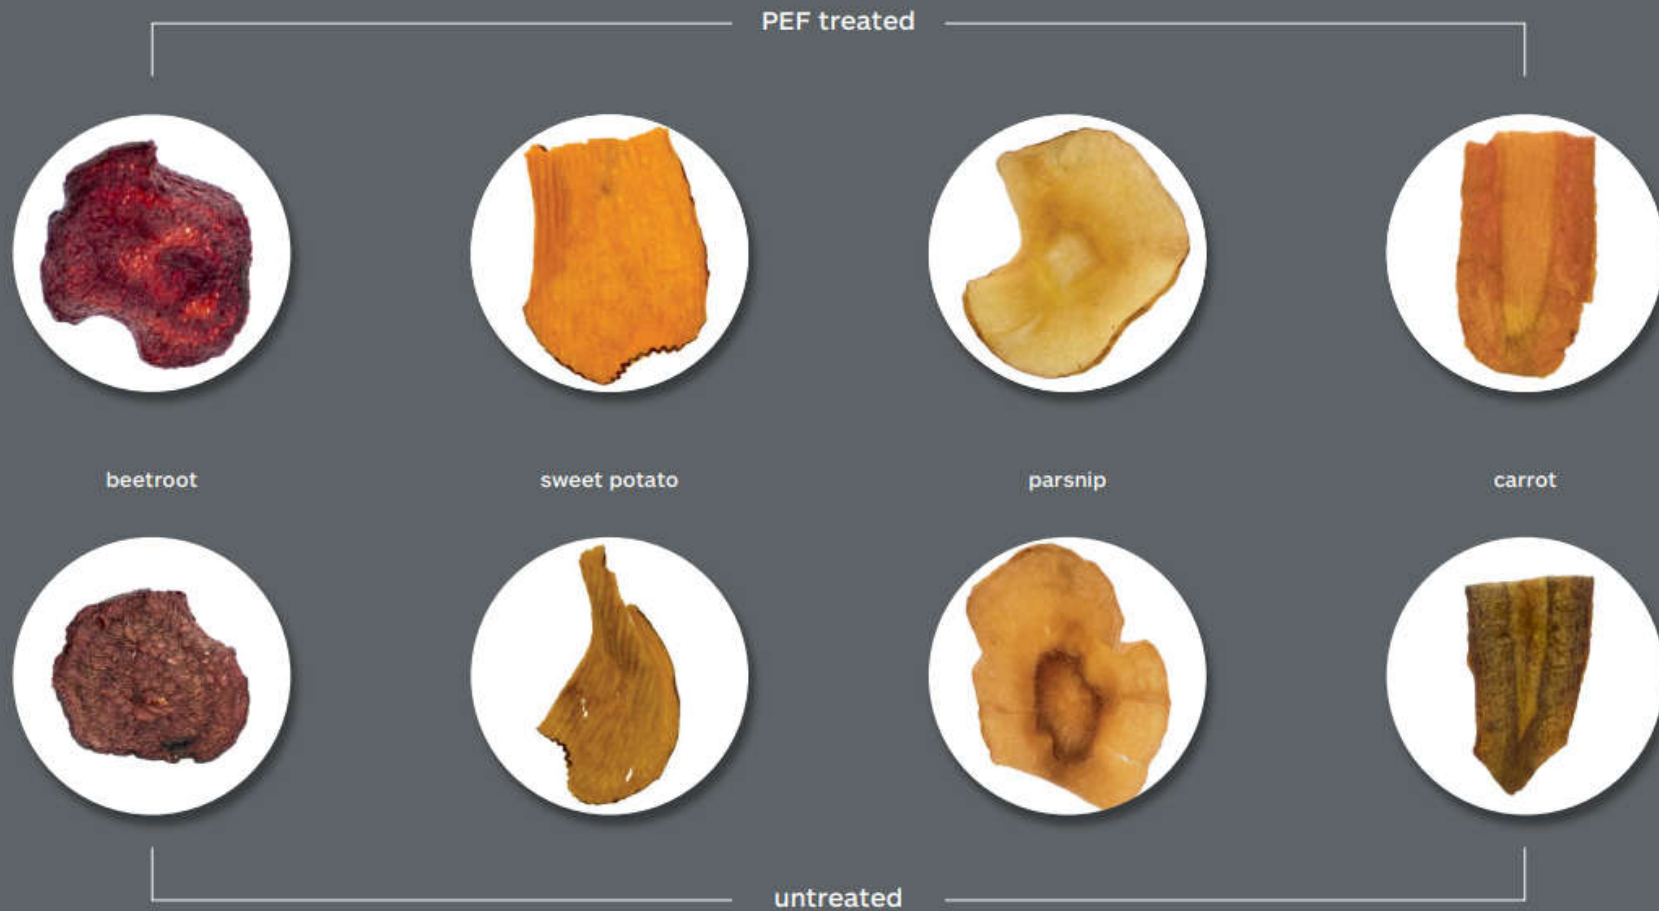 PEF treated
beetroot
sweet potato
parsnip
carrot
untreated